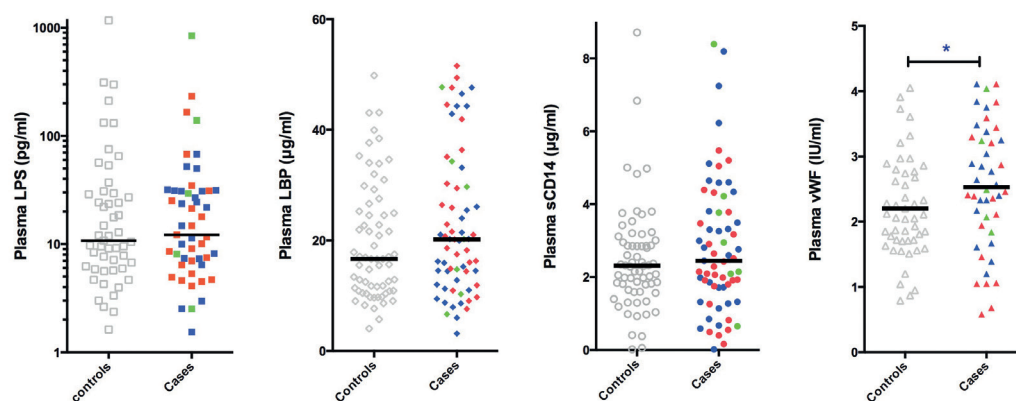 Plasma LPS (pg/ml)
1000
100
10
1
controls
Cases
Plasma LBP (µg/ml)
60
40
20
0
Controls
Cases
Plasma sCD14 (µg/ml)
8
6
4
2
0
Controls
Cases
Plasma vWF (IU/ml)
5
4
3
2
1
0
*
Controls
Cases